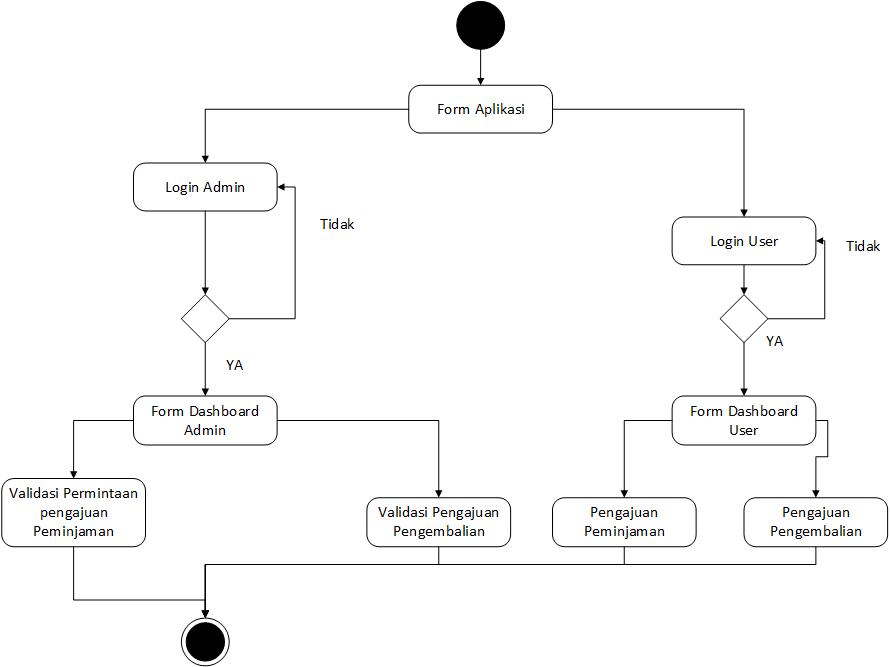 Form Aplikasi
Login Admin
Tidak
Login User
Tidak
YA
YA
Form Dashboard
Admin
Form Dashboard
User
Validasi Permintaan
pengajuan
Peminjaman
Validasi Pengajuan
Pengembalian
Pengajuan
Peminjaman
Pengajuan
Pengembalian